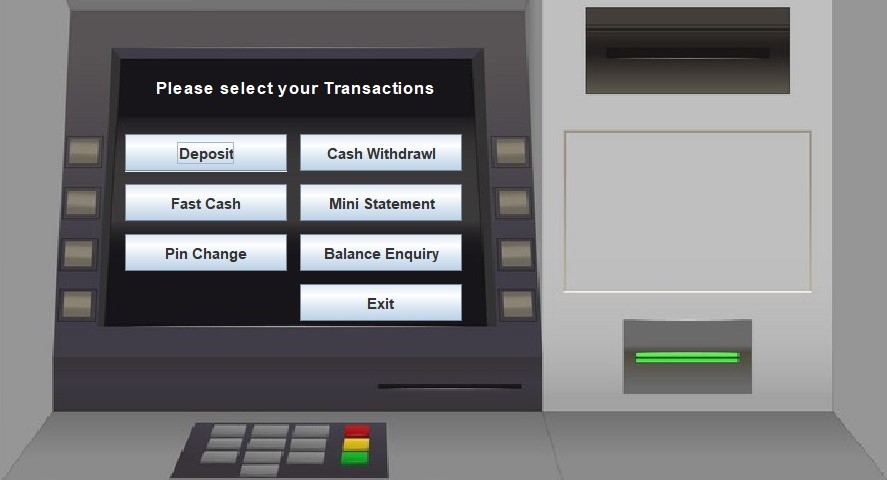 Please select your Transactions
Deposit
Cash Withdrawl
Fast Cash
Mini Statement
Pin Change
Balance Enquiry
Exit